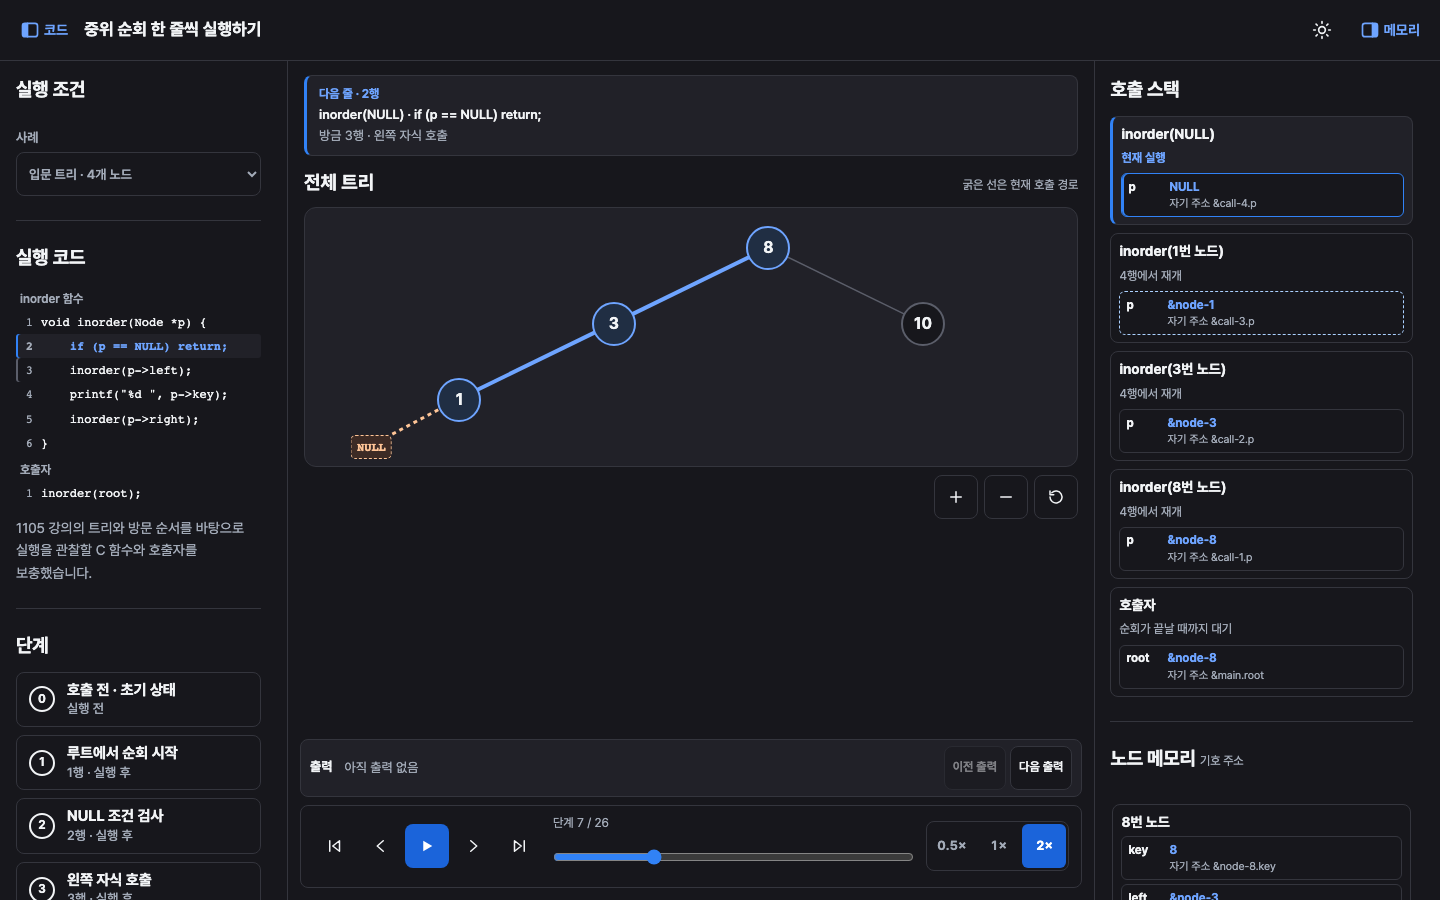 코드
중위 순회 한 줄씩 실행하기
메모리
실행 조건
사례
입문 트리 · 4개 노드
실행 코드
inorder 함수
1 void inorder(Node *p) {
2 if (p == NULL) return;
3 inorder(p->left);
4 printf("%d ", p->key);
5 inorder(p->right);
6 }
호출자
1 inorder(root);
1105 강의의 트리와 방문 순서를 바탕으로
실행을 관찰할 C 함수와 호출자를
보충했습니다.
단계
0 호출 전 · 초기 상태
실행 전
1 루트에서 순회 시작
1행 · 실행 후
2 NULL 조건 검사
2행 · 실행 후
3 왼쪽 자식 호출
3행 · 실행 후
다음 줄 · 2행
inorder(NULL) · if (p == NULL) return;
방금 3행 · 왼쪽 자식 호출
전체 트리
굵은 선은 현재 호출 경로
8
3
10
1
NULL
출력 아직 출력 없음
이전 출력
다음 출력
단계 7 / 26
0.5×
1×
2×
호출 스택
inorder(NULL)
현재 실행
p NULL
자기 주소 &call-4.p
inorder(1번 노드)
4행에서 재개
p &node-1
자기 주소 &call-3.p
inorder(3번 노드)
4행에서 재개
p &node-3
자기 주소 &call-2.p
inorder(8번 노드)
4행에서 재개
p &node-8
자기 주소 &call-1.p
호출자
순회가 끝날 때까지 대기
root &node-8
자기 주소 &main.root
노드 메모리 기호 주소
8번 노드
key 8
자기 주소 &node-8.key
left &node-3